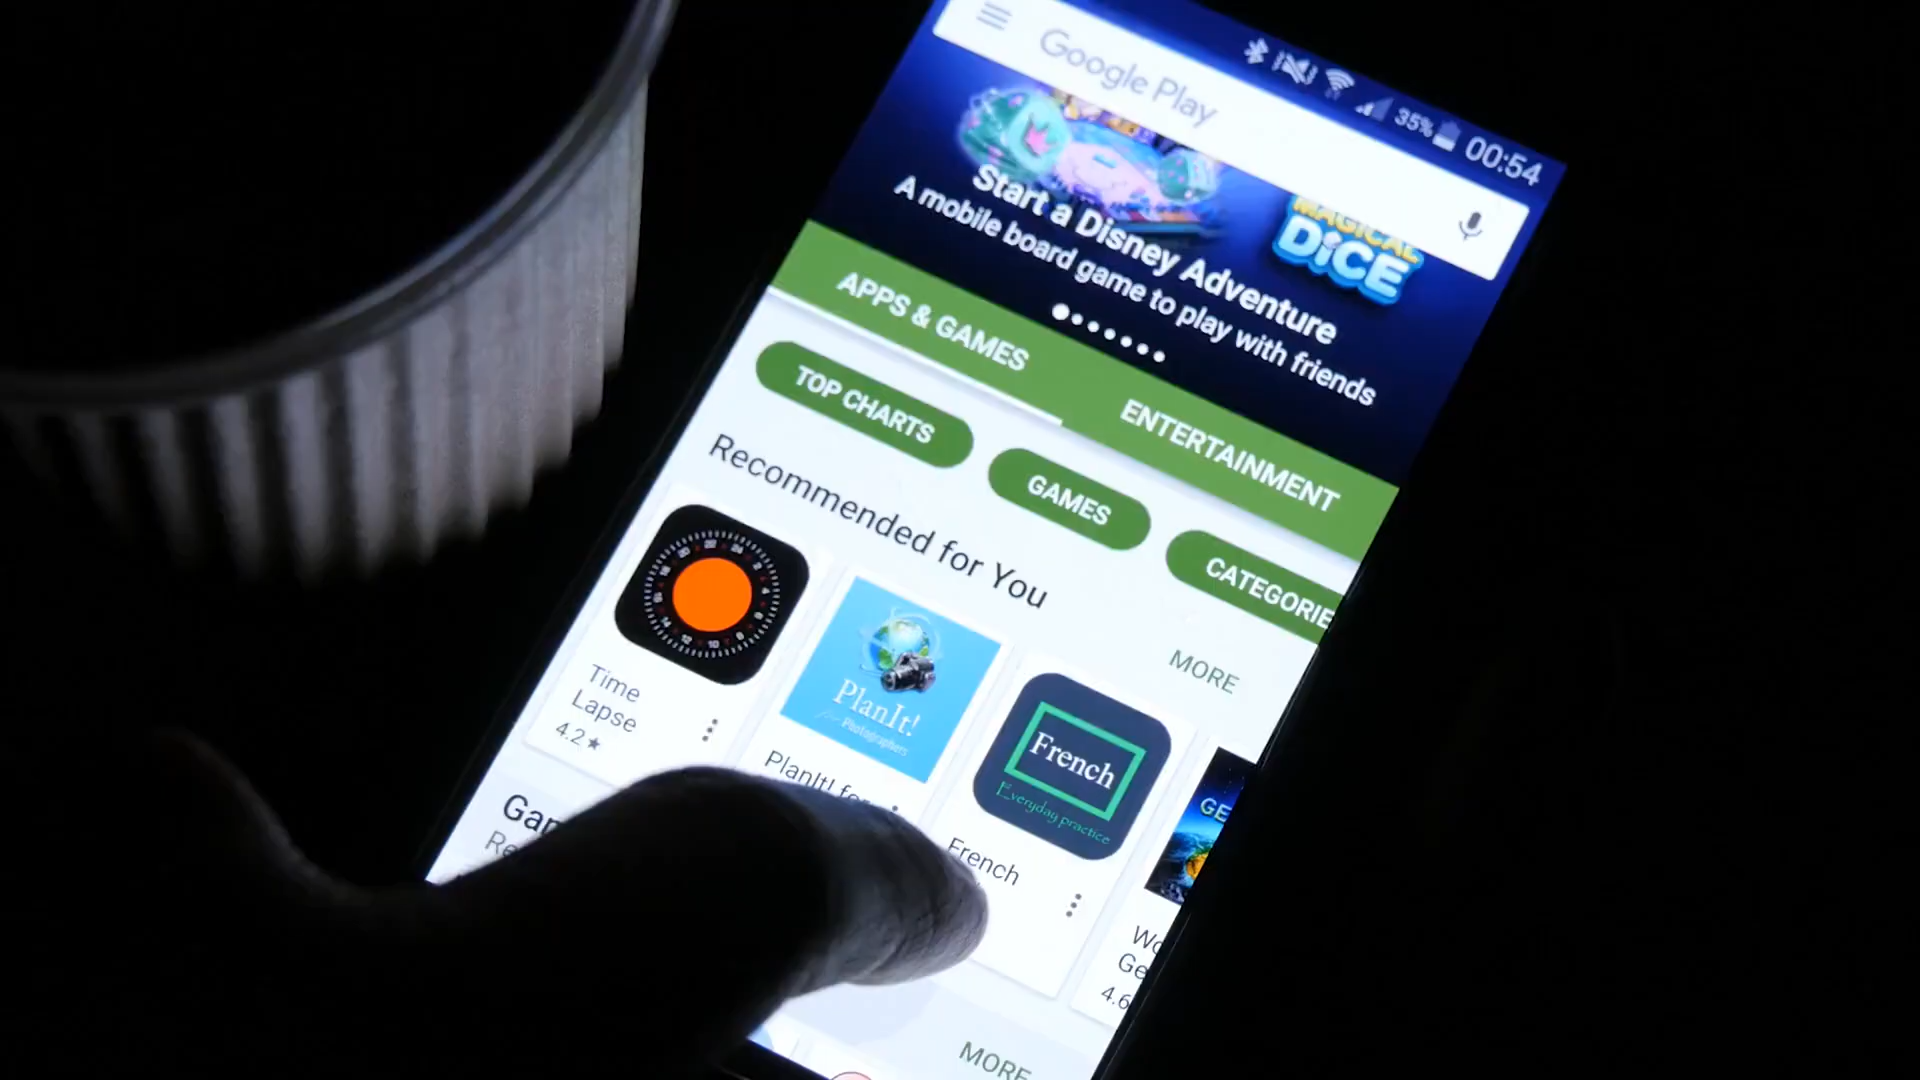 35%
00:54
Google Play
MAGICAL
DiCE
Start a Disney Adventure
A mobile board game to play with friends
APPS & GAMES
ENTERTAINMENT
TOP CHARTS
GAMES
CATEGORIE
Recommended for You
MORE
PlanIt!
for Photographers
French
Everyday practice
GE
Time
Lapse
4.2★
PlanIt! for
French
Wo
Ge
4.6
Gam
Re
MORE